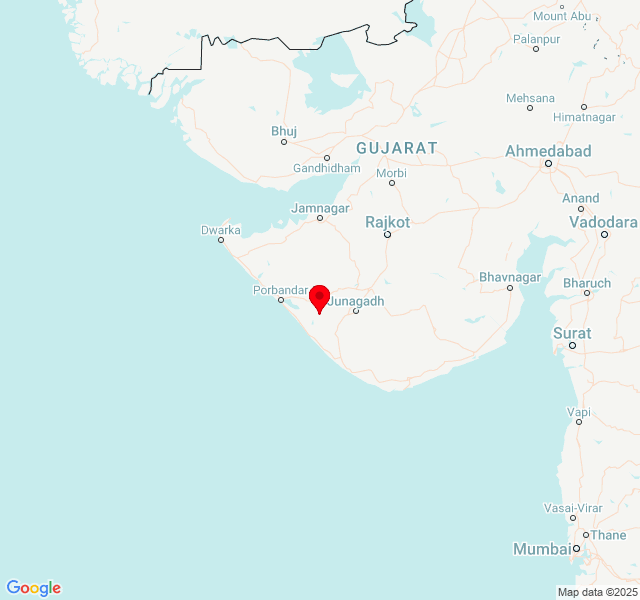 Mount Abu
Palanpur
Mehsana
Himatnagar
Bhuj
GUJARAT
Ahmedabad
Gandhidham
Morbi
Anand
Jamnagar
Rajkot
Vadodara
Dwarka
Bhavnagar
Bharuch
Porbandar
Junagadh
Surat
Vapi
Vasai-Virar
Thane
Mumbai
Google
Map data ©2025